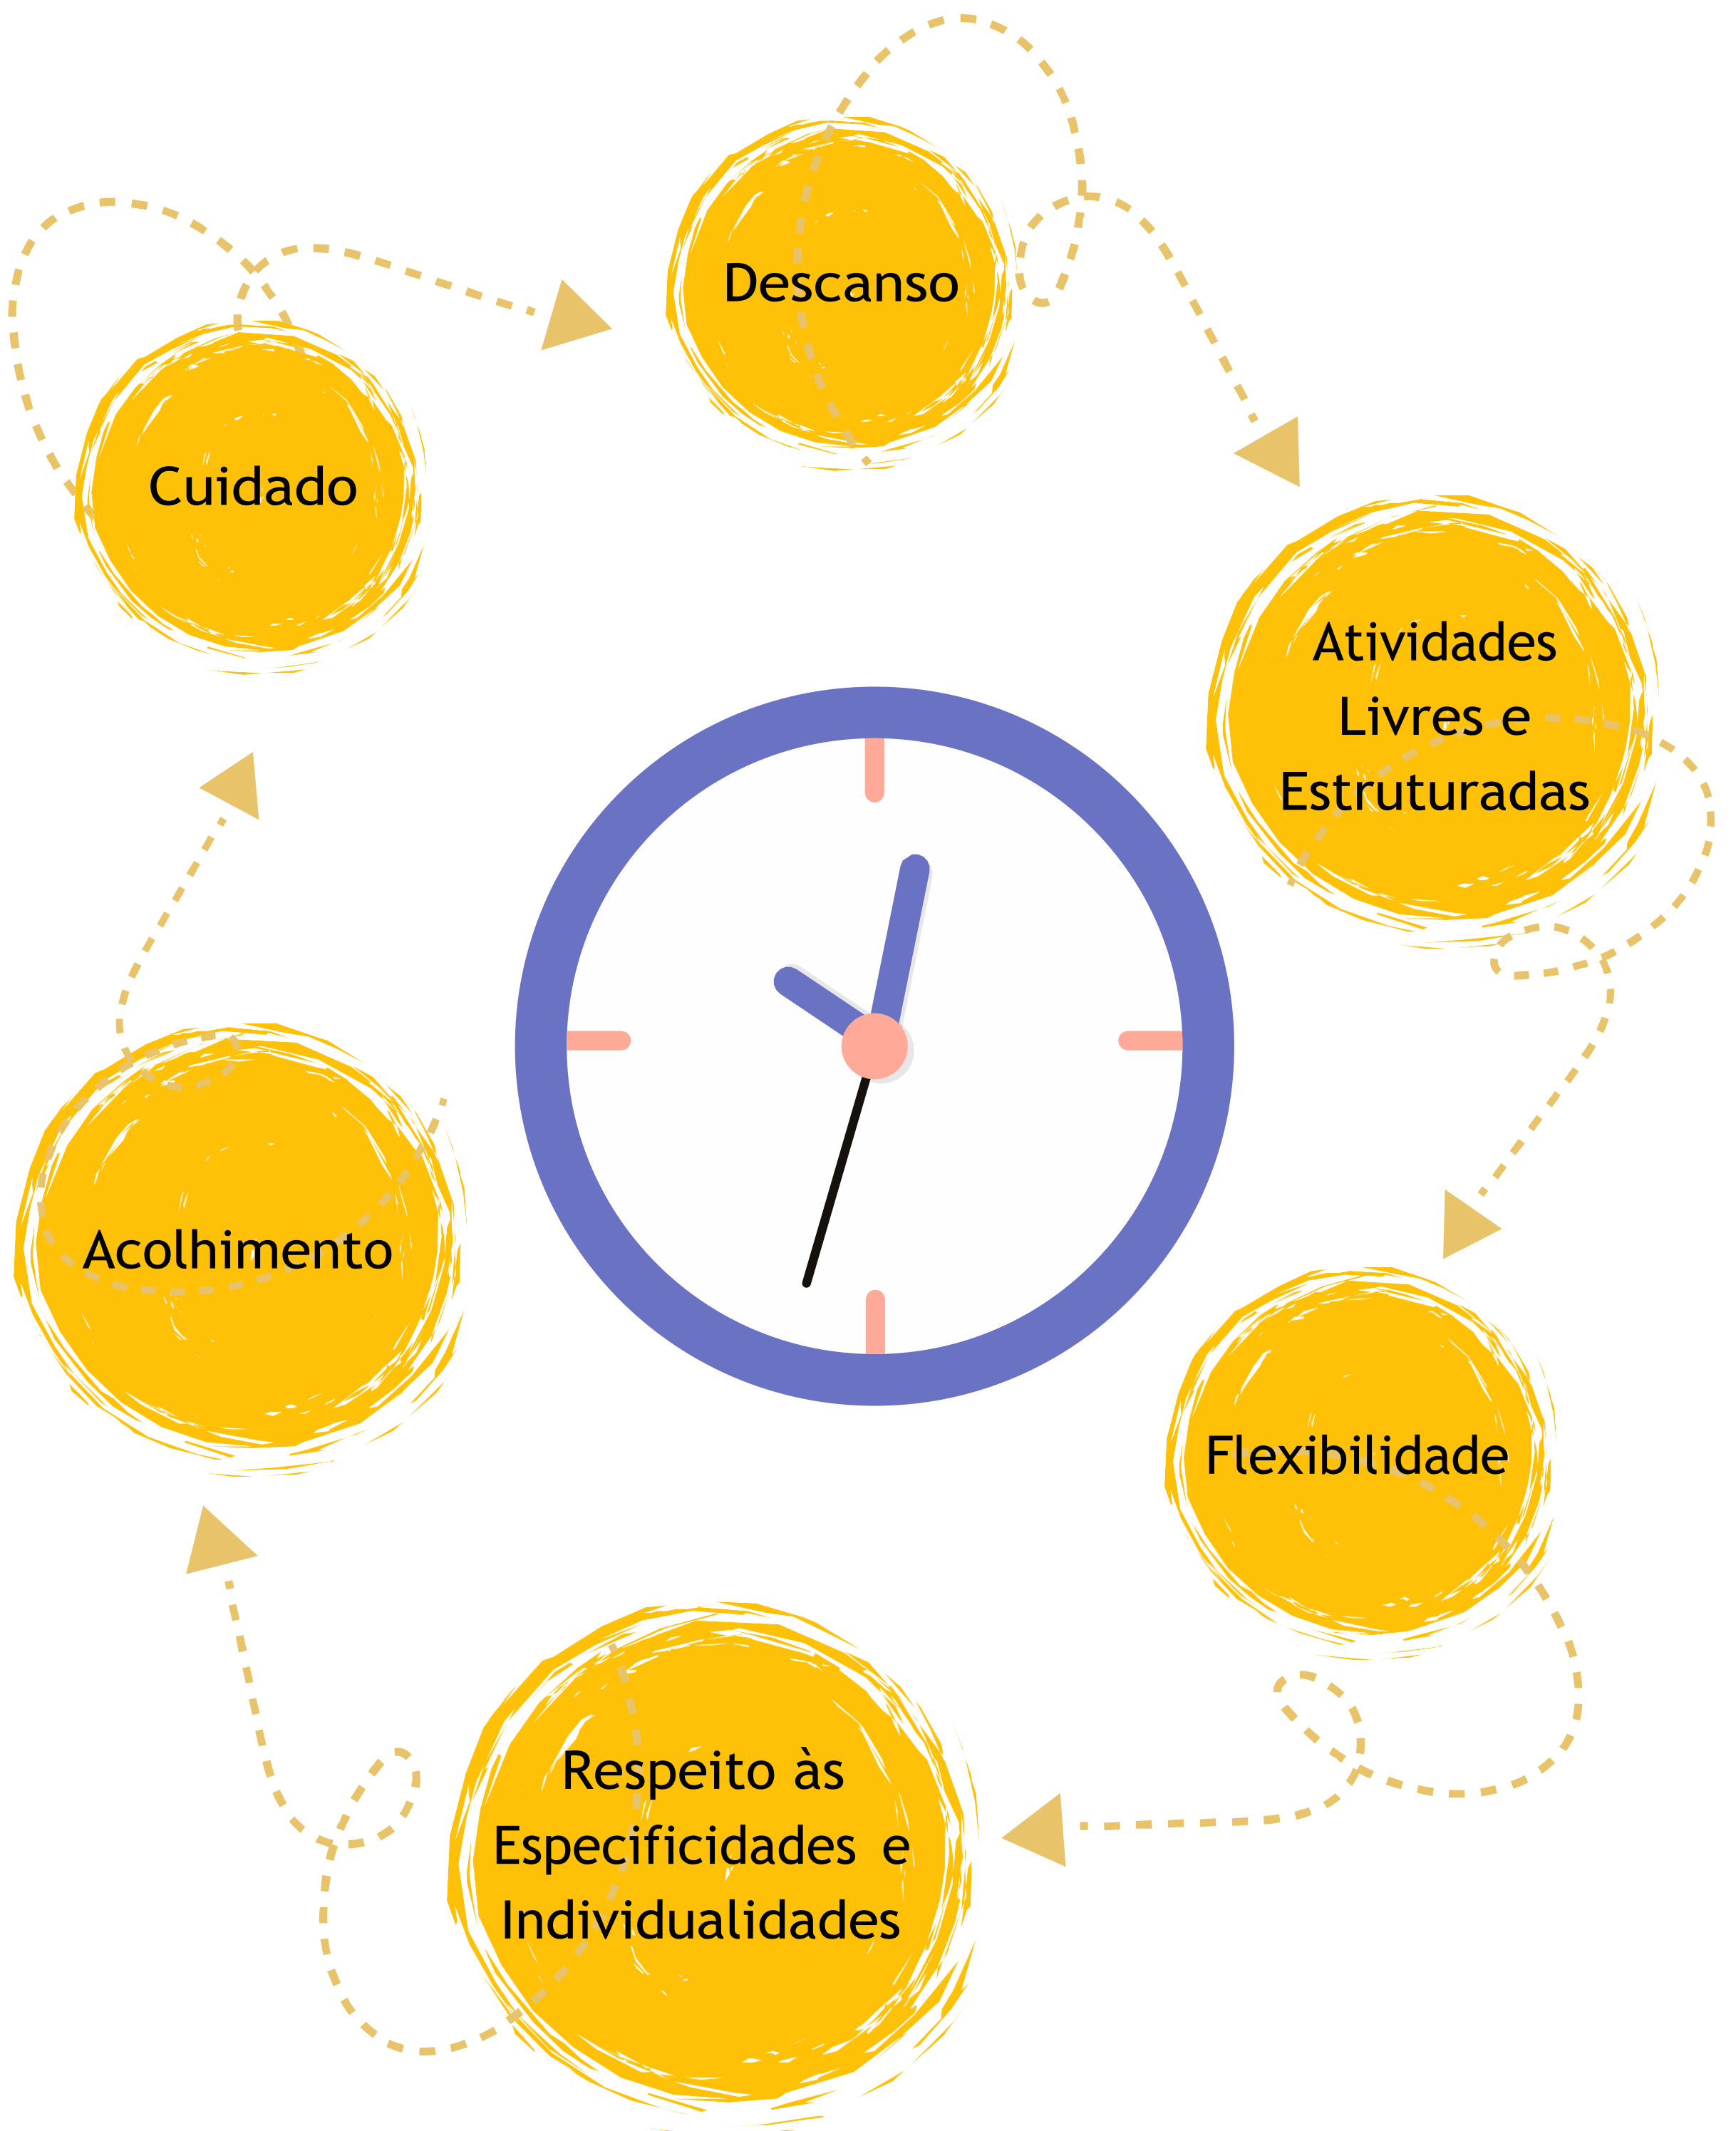 Descanso
Cuidado
Atividades
Livres e
Estruturadas
Acolhimento
Flexibilidade
Respeito às
Especificidades e
Individualidades